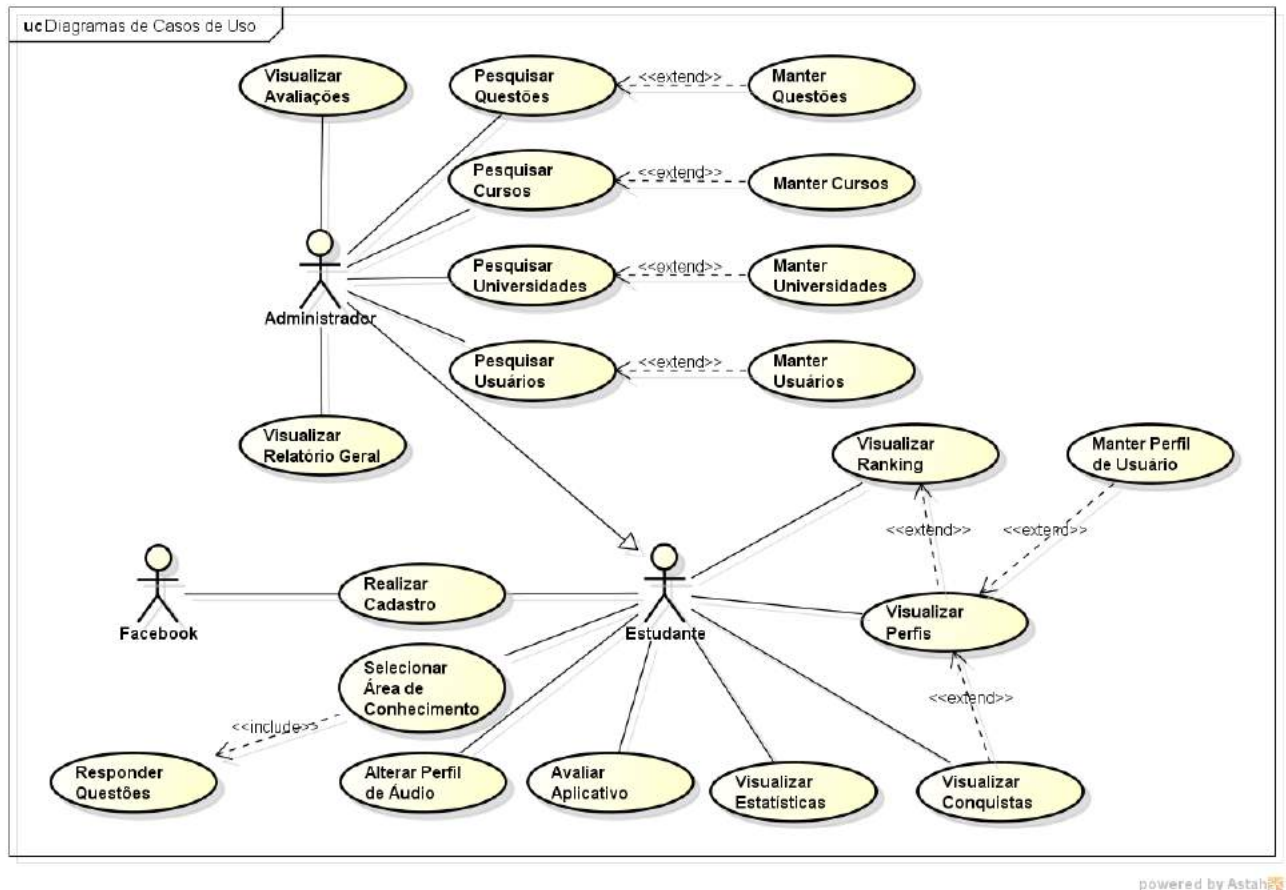 uc Diagramas de Casos de Uso
Visualizar
Avaliações
Pesquisar
Questões
<<extend>>
Manter
Questões
Pesquisar
Cursos
<<extend>>
Manter Cursos
Administrador
Pesquisar
Universidades
<<extend>>
Manter
Universidades
Pesquisar
Usuários
<<extend>>
Manter
Usuários
Visualizar
Relatório Geral
Visualizar
Ranking
Manter Perfil
de Usuário
<<extend>>
<<extend>>
Facebook
Realizar
Cadastro
Estudante
Visualizar
Perfis
Selecionar
Área de
Conhecimento
<<extend>>
<<include>>
Responder
Questões
Alterar Perfil
de Áudio
Avaliar
Aplicativo
Visualizar
Estatísticas
Visualizar
Conquistas
powered by Astah